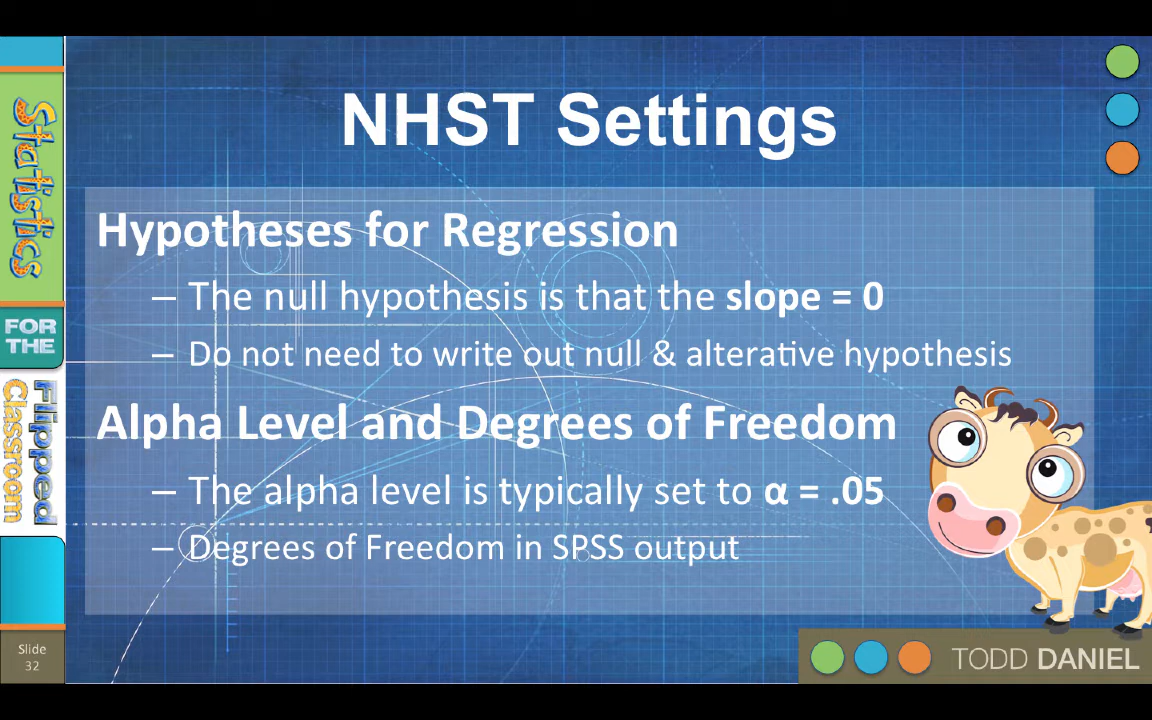 NHST Settings
Hypotheses for Regression
– The null hypothesis is that the slope = 0
– Do not need to write out null & alterative hypothesis
Alpha Level and Degrees of Freedom
– The alpha level is typically set to α = .05
– Degrees of Freedom in SPSS output
Statistics
FOR
THE
Flipped
Classroom
Slide
32
TODD DANIEL